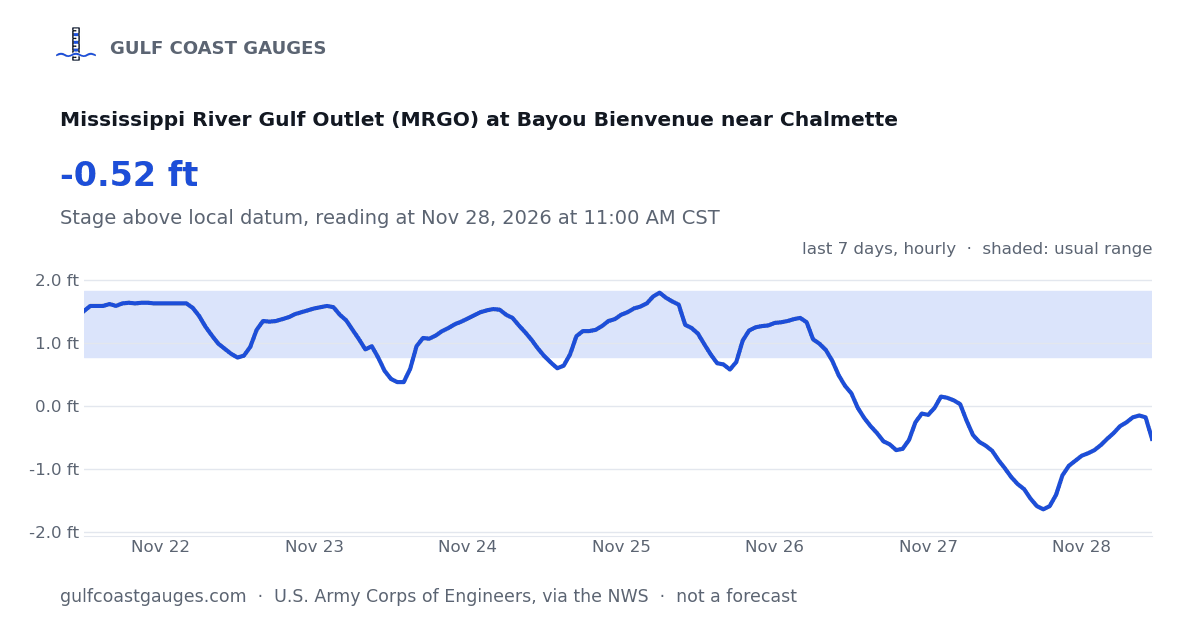 GULF COAST GAUGES
Mississippi River Gulf Outlet (MRGO) at Bayou Bienvenue near Chalmette
-0.52 ft
Stage above local datum, reading at Nov 28, 2026 at 11:00 AM CST
last 7 days, hourly · shaded: usual range
2.0 ft
1.0 ft
0.0 ft
-1.0 ft
-2.0 ft
Nov 22 Nov 23 Nov 24 Nov 25 Nov 26 Nov 27 Nov 28
gulfcoastgauges.com · U.S. Army Corps of Engineers, via the NWS · not a forecast